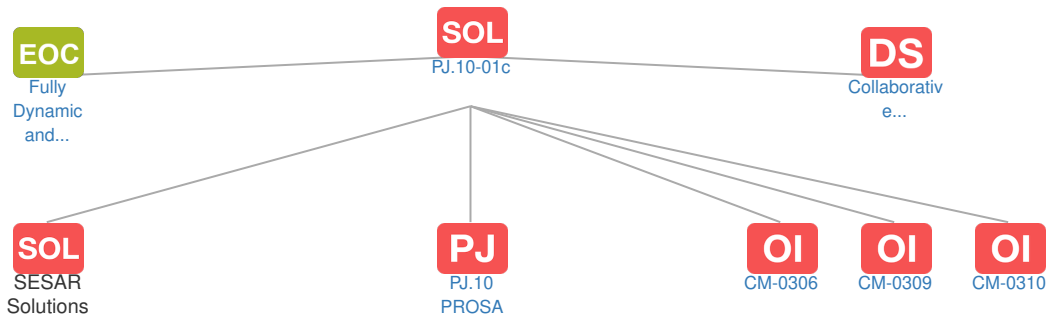 EOC
Fully
Dynamic
and...
SOL
PJ.10-01c
DS
Collaborativ
e...
SOL
SESAR
Solutions
PJ
PJ.10
PROSA
OI
CM-0306
OI
CM-0309
OI
CM-0310